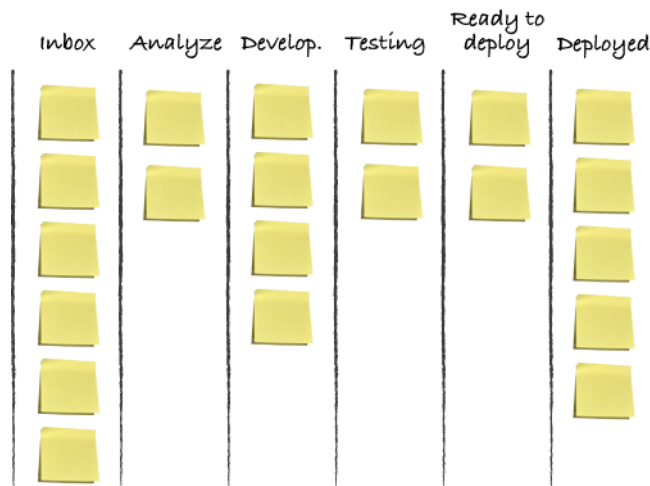 Inbox
Analyze
Develop.
Testing
Ready to
deploy
Deployed